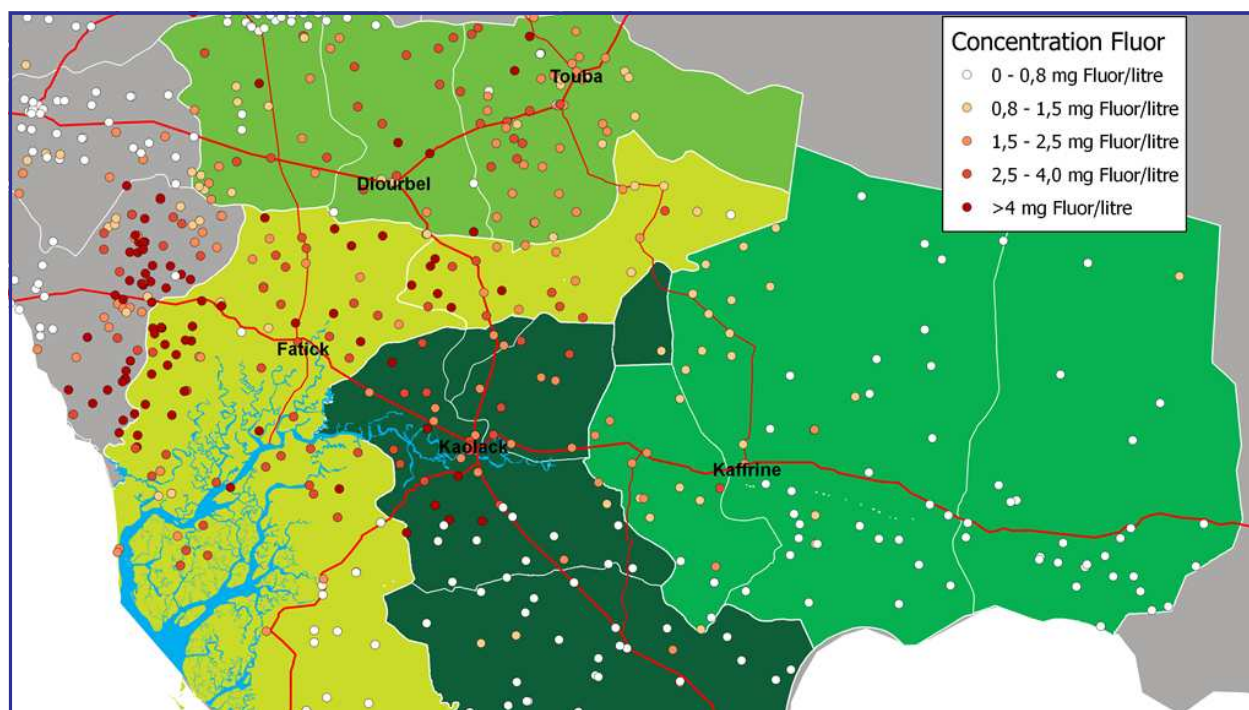 Concentration Fluor
0 - 0,8 mg Fluor/litre
0,8 - 1,5 mg Fluor/litre
1,5 - 2,5 mg Fluor/litre
2,5 - 4,0 mg Fluor/litre
>4 mg Fluor/litre
Touba
Diourbel
Fatick
Kaolack
Kaffrine